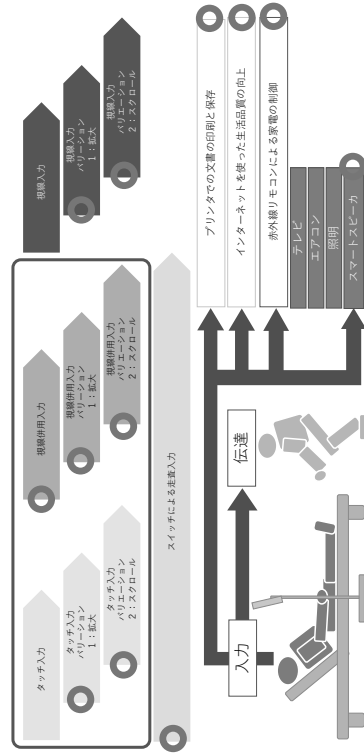 タッチ入力
視線併用入力
視線入力
タッチ入力
バリーション
1：拡大
視線併用入力
バリーション
1：拡大
視線入力
バリーション
1：拡大
タッチ入力
バリエーション
2：スクロール
視線併用入力
バリエーション
2：スクロール
視線入力
バリエーション
2：スクロール
スイッチによる走査入力
入力
伝達
プリンタでの文書の印刷と保存
インターネットを使った生活品質の向上
赤外線リモコンによる家電の制御
テレビ
エアコン
照明
スマートスピーカ